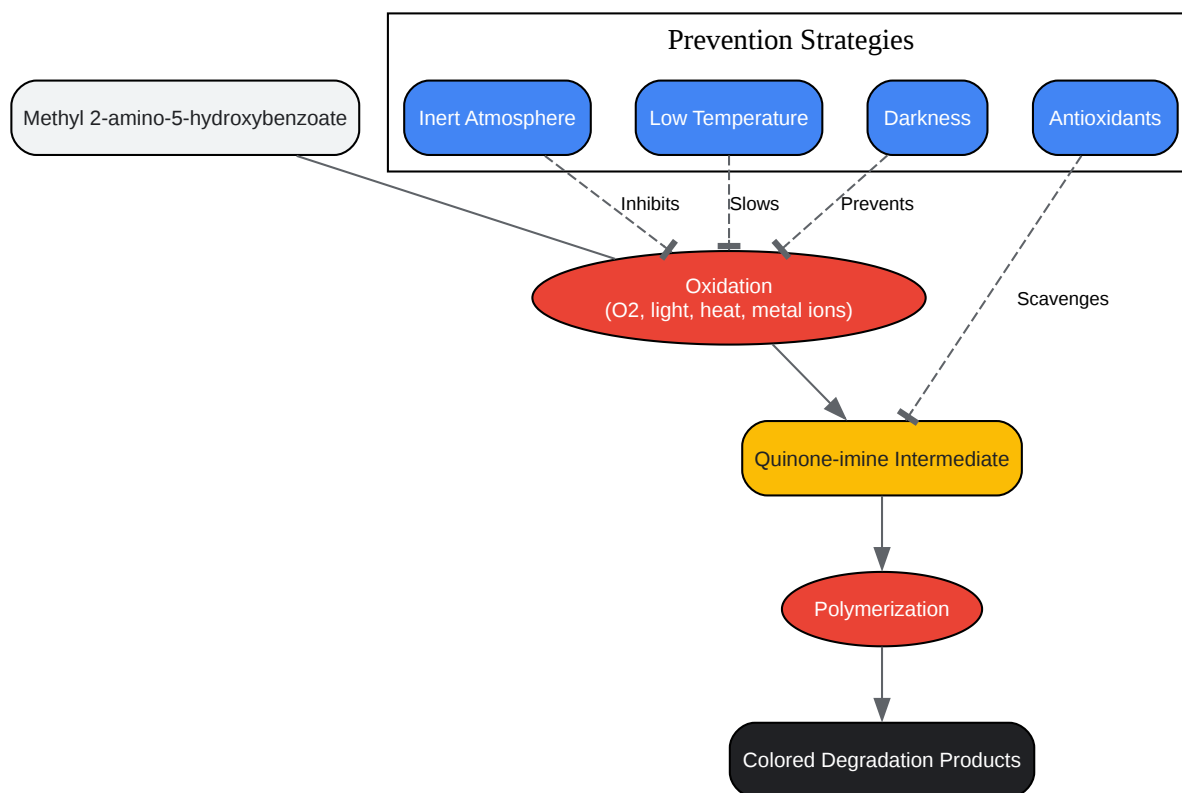 Prevention Strategies
Methyl 2-amino-5-hydroxybenzoate
Inert Atmosphere
Low Temperature
Darkness
Antioxidants
Inhibits
Slows
Prevents
Oxidation
(O2, light, heat, metal ions)
Scavenges
Quinone-imine Intermediate
Polymerization
Colored Degradation Products